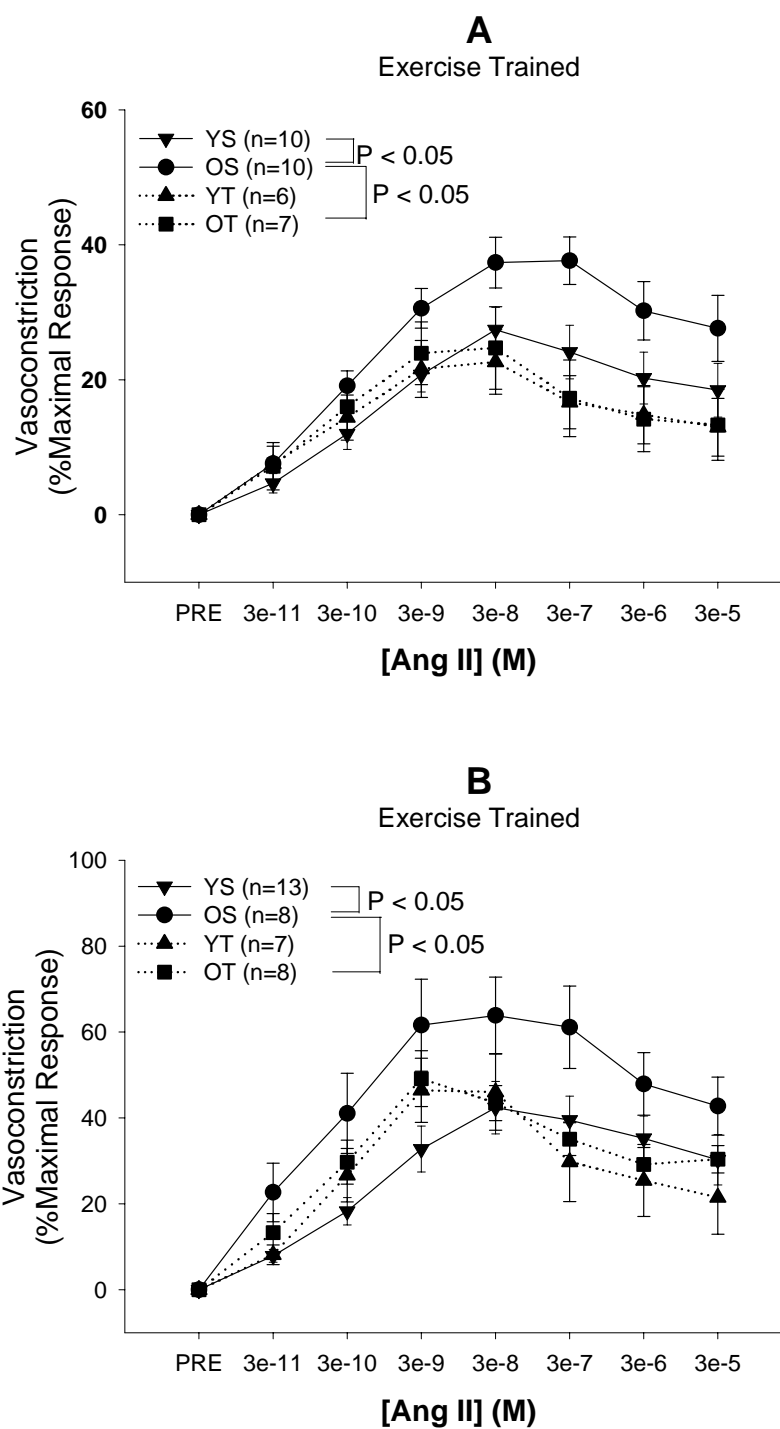 A
Exercise Trained
60
40
20
0
Vasoconstriction
(%Maximal Response)
YS (n=10)
OS (n=10)
YT (n=6)
OT (n=7)
P < 0.05
P < 0.05
PRE 3e-11 3e-10 3e-9 3e-8 3e-7 3e-6 3e-5
[Ang II] (M)
B
Exercise Trained
100
80
60
40
20
0
Vasoconstriction
(%Maximal Response)
YS (n=13)
OS (n=8)
YT (n=7)
OT (n=8)
P < 0.05
P < 0.05
PRE 3e-11 3e-10 3e-9 3e-8 3e-7 3e-6 3e-5
[Ang II] (M)